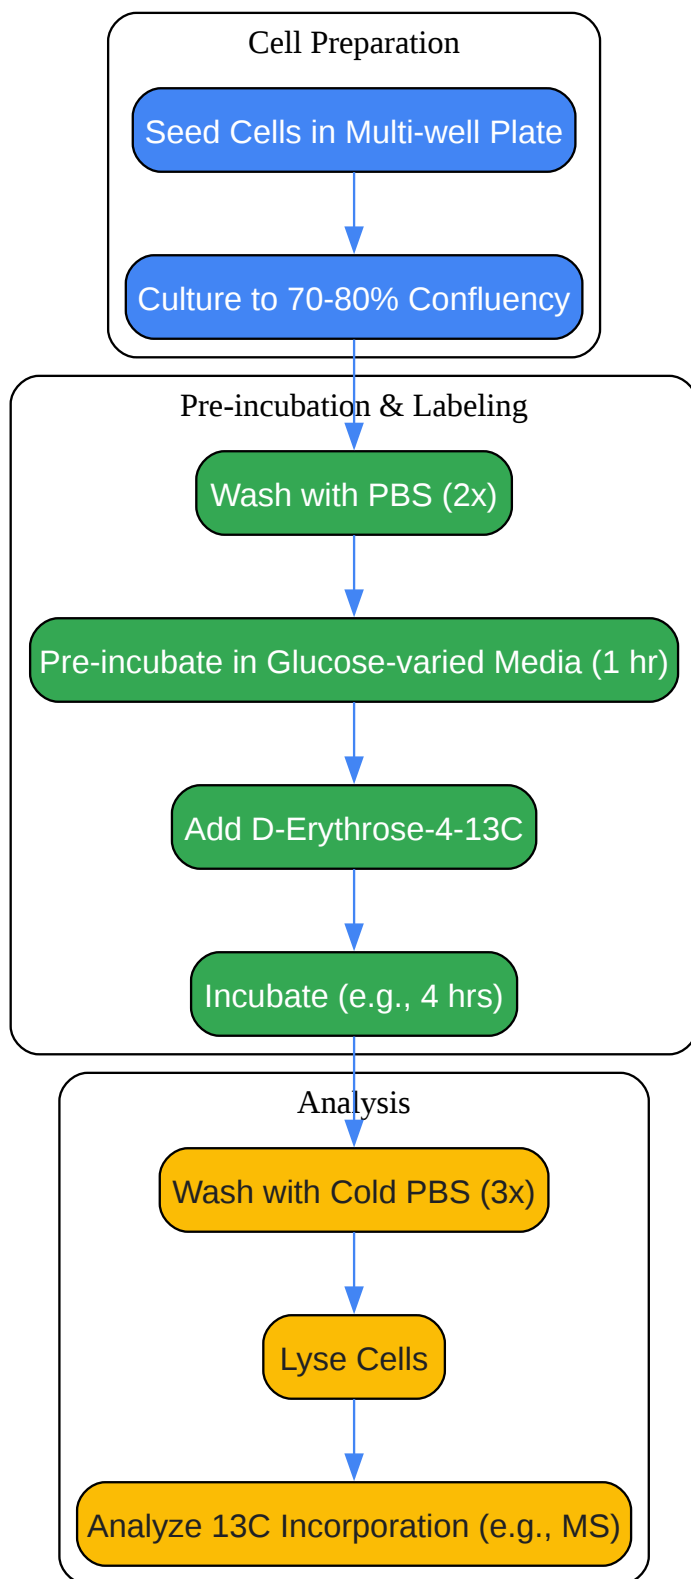 Cell Preparation
Seed Cells in Multi-well Plate
Culture to 70-80% Confluency
Pre-incubation & Labeling
Wash with PBS (2x)
Pre-incubate in Glucose-varied Media (1 hr)
Add D-Erythrose-4-13C
Incubate (e.g., 4 hrs)
Analysis
Wash with Cold PBS (3x)
Lyse Cells
Analyze 13C Incorporation (e.g., MS)